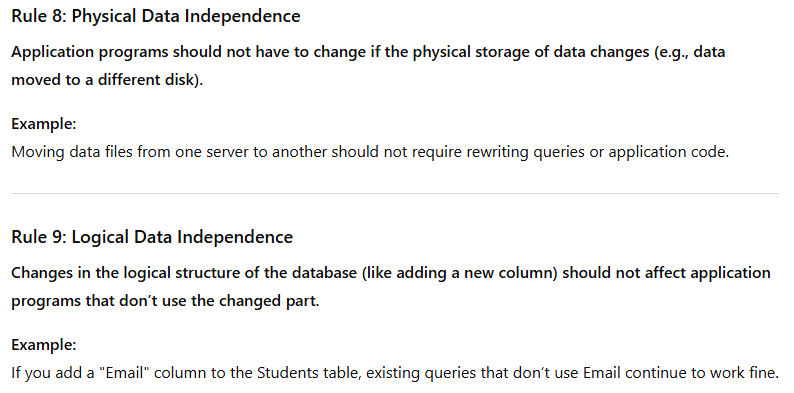 Rule 8: Physical Data Independence
Application programs should not have to change if the physical storage of data changes (e.g., data
moved to a different disk).
Example:
Moving data files from one server to another should not require rewriting queries or application code.
Rule 9: Logical Data Independence
Changes in the logical structure of the database (like adding a new column) should not affect application
programs that don’t use the changed part.
Example:
If you add a "Email" column to the Students table, existing queries that don’t use Email continue to work fine.